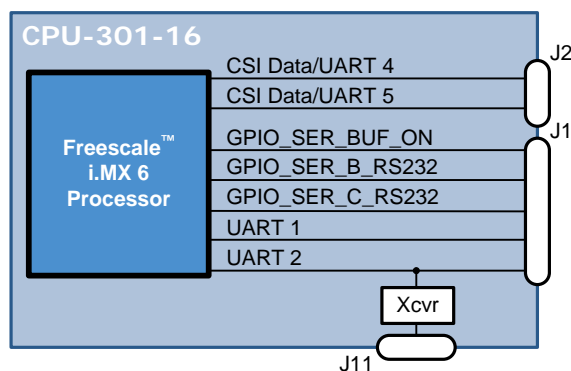 CPU-301-16
CSI Data/UART 4
J2
CSI Data/UART 5
J1
Freescale™
i.MX 6
Processor
GPIO_SER_BUF_ON
GPIO_SER_B_RS232
GPIO_SER_C_RS232
UART 1
UART 2
Xcvr
J11